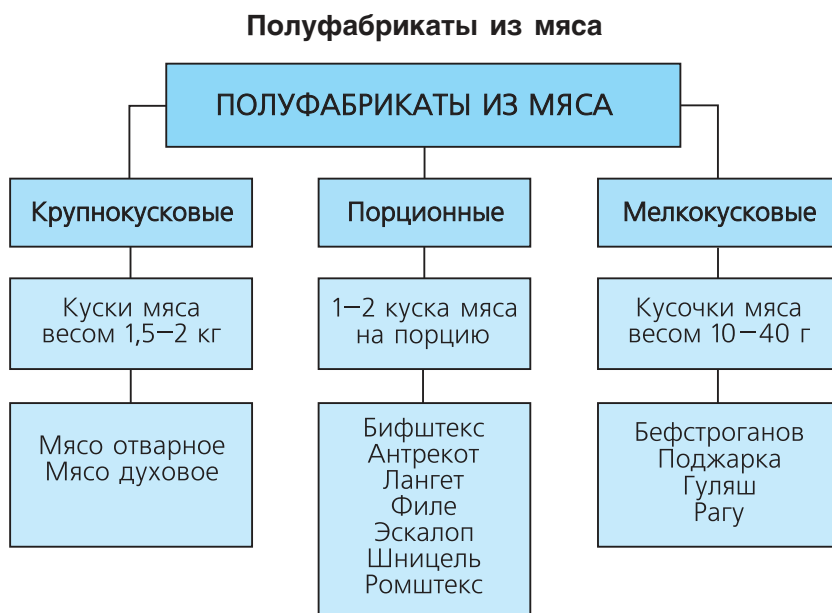 Полуфабрикаты из мяса
ПОЛУФАБРИКАТЫ ИЗ МЯСА
Крупнокусковые
Порционные
Мелкокусковые
Куски мяса
весом 1,5–2 кг
1–2 куска мяса
на порцию
Кусочки мяса
весом 10–40 г
Мясо отварное
Мясо духовое
Бифштекс
Антрекот
Лангет
Филе
Эскалоп
Шницель
Ромштекс
Бефстроганов
Поджарка
Гуляш
Рагу